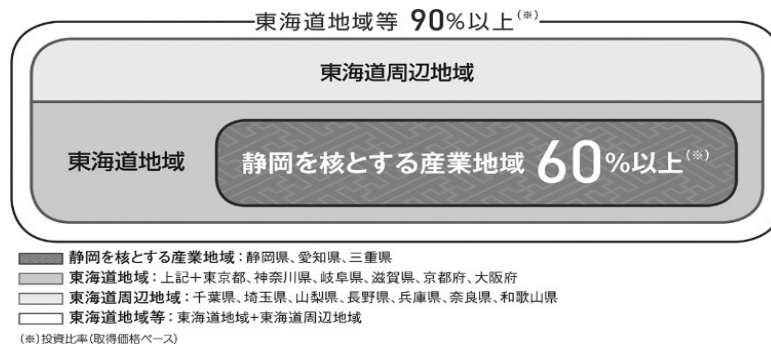 東海道地域等 90%以上(※)
東海道周辺地域
東海道地域
静岡を核とする産業地域 60%以上(※)
静岡を核とする産業地域：静岡県、愛知県、三重県
東海道地域：上記＋東京都、神奈川県、岐阜県、滋賀県、京都府、大阪府
東海道周辺地域：千葉県、埼玉県、山梨県、長野県、兵庫県、奈良県、和歌山県
東海道地域等：東海道地域＋東海道周辺地域
(※)投資比率(取得価格ベース)